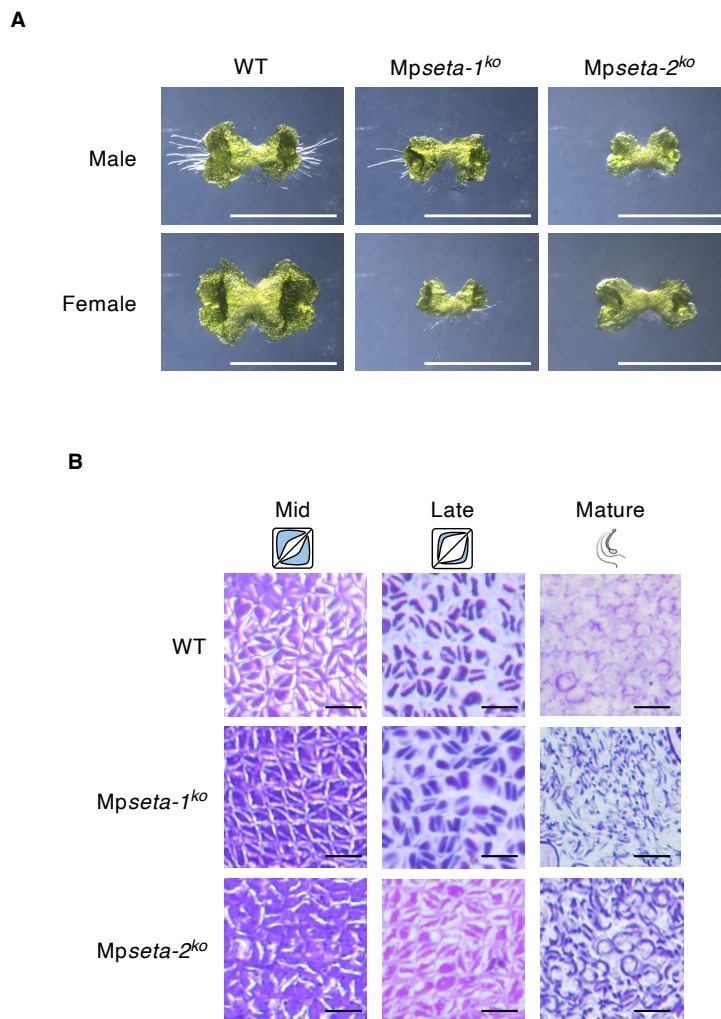 A
WT Mpseta-1ko Mpseta-2ko
Male
Female
B
Mid Late Mature
WT
Mpseta-1ko
Mpseta-2ko